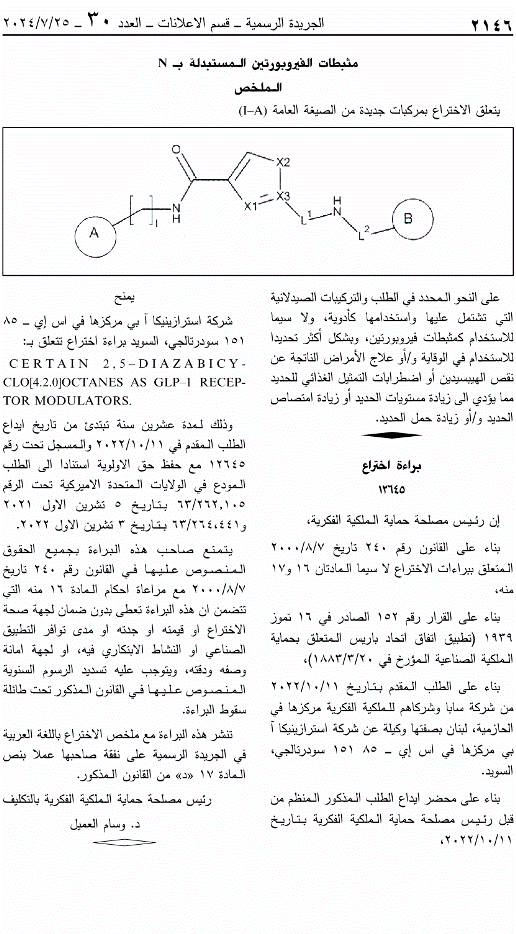 ٢١٤٦ الجريدة الرسمية ـ قسم الاعلانات ـ العدد ٣٠ ـ ٢٠٢٤/٧/٢٥
مثبطات الفيروبورتين المستبدلة بـ N
الملخص
يتعلق الاختراع بمركبات جديدة من الصيغة العامة (I–A)
O
X2
N
H
X1
X3
A
l
L1
H
N
L2
B
على النحو المحدد في الطلب والتركيبات الصيدلانية
التي تشتمل عليها واستخدامها كأدوية، ولا سيما
للاستخدام كمثبطات فيروبورتين، وبشكل أكثر تحديدا
للاستخدام في الوقاية و/أو علاج الأمراض الناتجة عن
نقص الهيبسيدين أو اضطرابات التمثيل الغذائي للحديد
مما يؤدي الى زيادة مستويات الحديد أو زيادة امتصاص
الحديد و/أو زيادة حمل الحديد.
براءة اختراع
١٣٦٤٥
إن رئيس مصلحة حماية الملكية الفكرية،
بناء على القانون رقم ٢٤٠ تاريخ ٢٠٠٠/٨/٧
المتعلق ببراءات الاختراع لا سيما المادتان ١٦ و١٧
منه،
بناء على القرار رقم ١٥٢ الصادر في ١٦ تموز
١٩٣٩ (تطبيق اتفاق اتحاد باريس المتعلق بحماية
الملكية الصناعية المؤرخ في ١٨٨٣/٣/٢٠)،
بناء على الطلب المقدم بتاريخ ٢٠٢٢/١٠/١١
من شركة سابا وشركاهم للملكية الفكرية مركزها في
الحازمية، لبنان بصفتها وكيلة عن شركة استرازينيكا آ
بي مركزها في اس إي ـ ٨٥ ١٥١ سودرتالجي،
السويد.
بناء على محضر ايداع الطلب المذكور المنظم من
قبل رئيس مصلحة حماية الملكية الفكرية بتاريخ
٢٠٢٢/١٠/١١،
يمنح
شركة استرازينيكا آ بي مركزها في اس إي ـ ٨٥
١٥١ سودرتالجي، السويد براءة اختراع تتعلق بـ:
CERTAIN 2,5–DIAZABICY-
CLO[4.2.0]OCTANES AS GLP–1 RECEP-
TOR MODULATORS.
وذلك لمدة عشرين سنة تبتدئ من تاريخ ايداع
الطلب المقدم في ٢٠٢٢/١٠/١١ والمسجل تحت رقم
١٢٦٤٥ مع حفظ حق الاولوية استنادا الى الطلب
المودع في الولايات المتحدة الاميركية تحت الرقم
٦٣/٢٦٢,١٠٥ بتاريخ ٥ تشرين الاول ٢٠٢١
و٦٣/٢٦٤,٤٤١ بتاريخ ٣ تشرين الاول ٢٠٢٢.
يتمتع صاحب هذه البراءة بجميع الحقوق
المنصوص عليها في القانون رقم ٢٤٠ تاريخ
٢٠٠٠/٨/٧ مع مراعاة احكام المادة ١٦ منه التي
تتضمن ان هذه البراءة تعطى بدون ضمان لجهة صحة
الاختراع او قيمته او جدته او مدى توافر التطبيق
الصناعي او النشاط الابتكاري فيه، او لجهة امانة
وصفه ودقته، ويتوجب عليه تسديد الرسوم السنوية
المنصوص عليها في القانون المذكور تحت طائلة
سقوط البراءة.
تنشر هذه البراءة مع ملخص الاختراع باللغة العربية
في الجريدة الرسمية على نفقة صاحبها عملا بنص
المادة ١٧ «د» من القانون المذكور.
رئيس مصلحة حماية الملكية الفكرية بالتكليف
د. وسام العميل